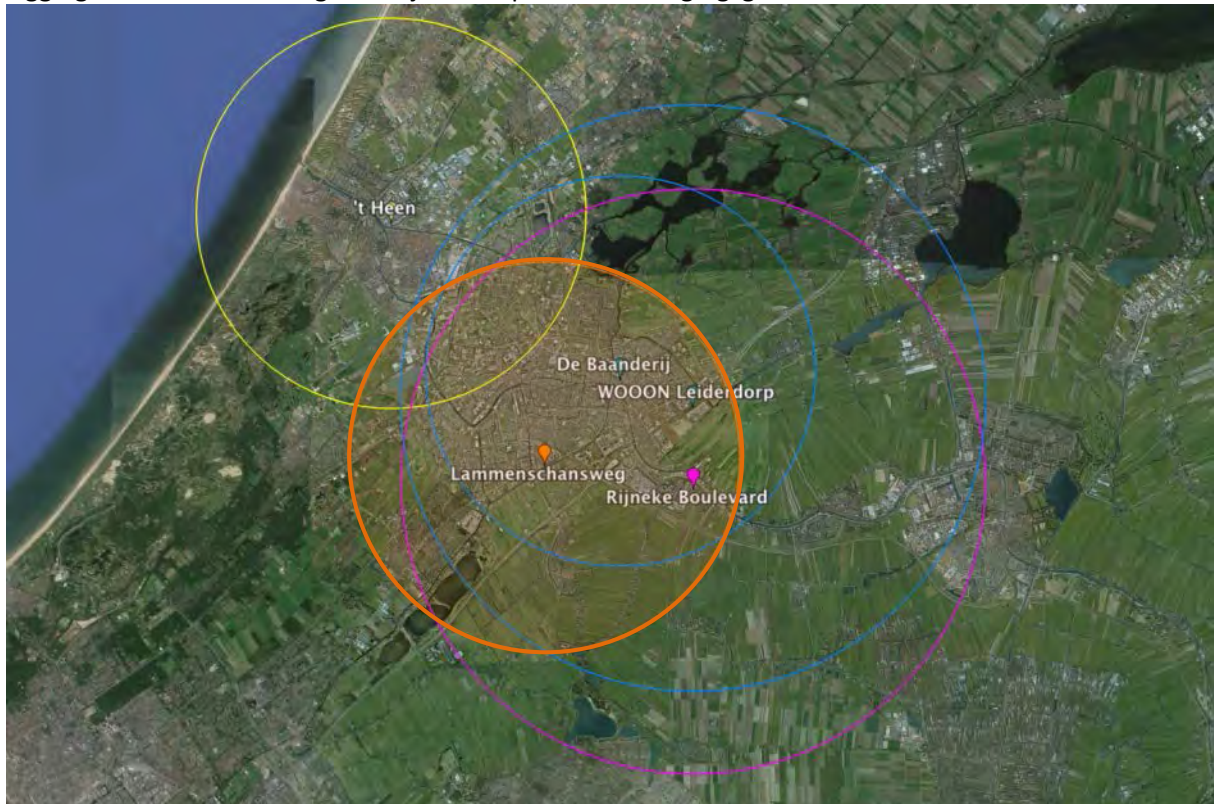 't Heen
De Baanderij
WOOON Leiderdorp
Lammenschansweg
Rijneke Boulevard